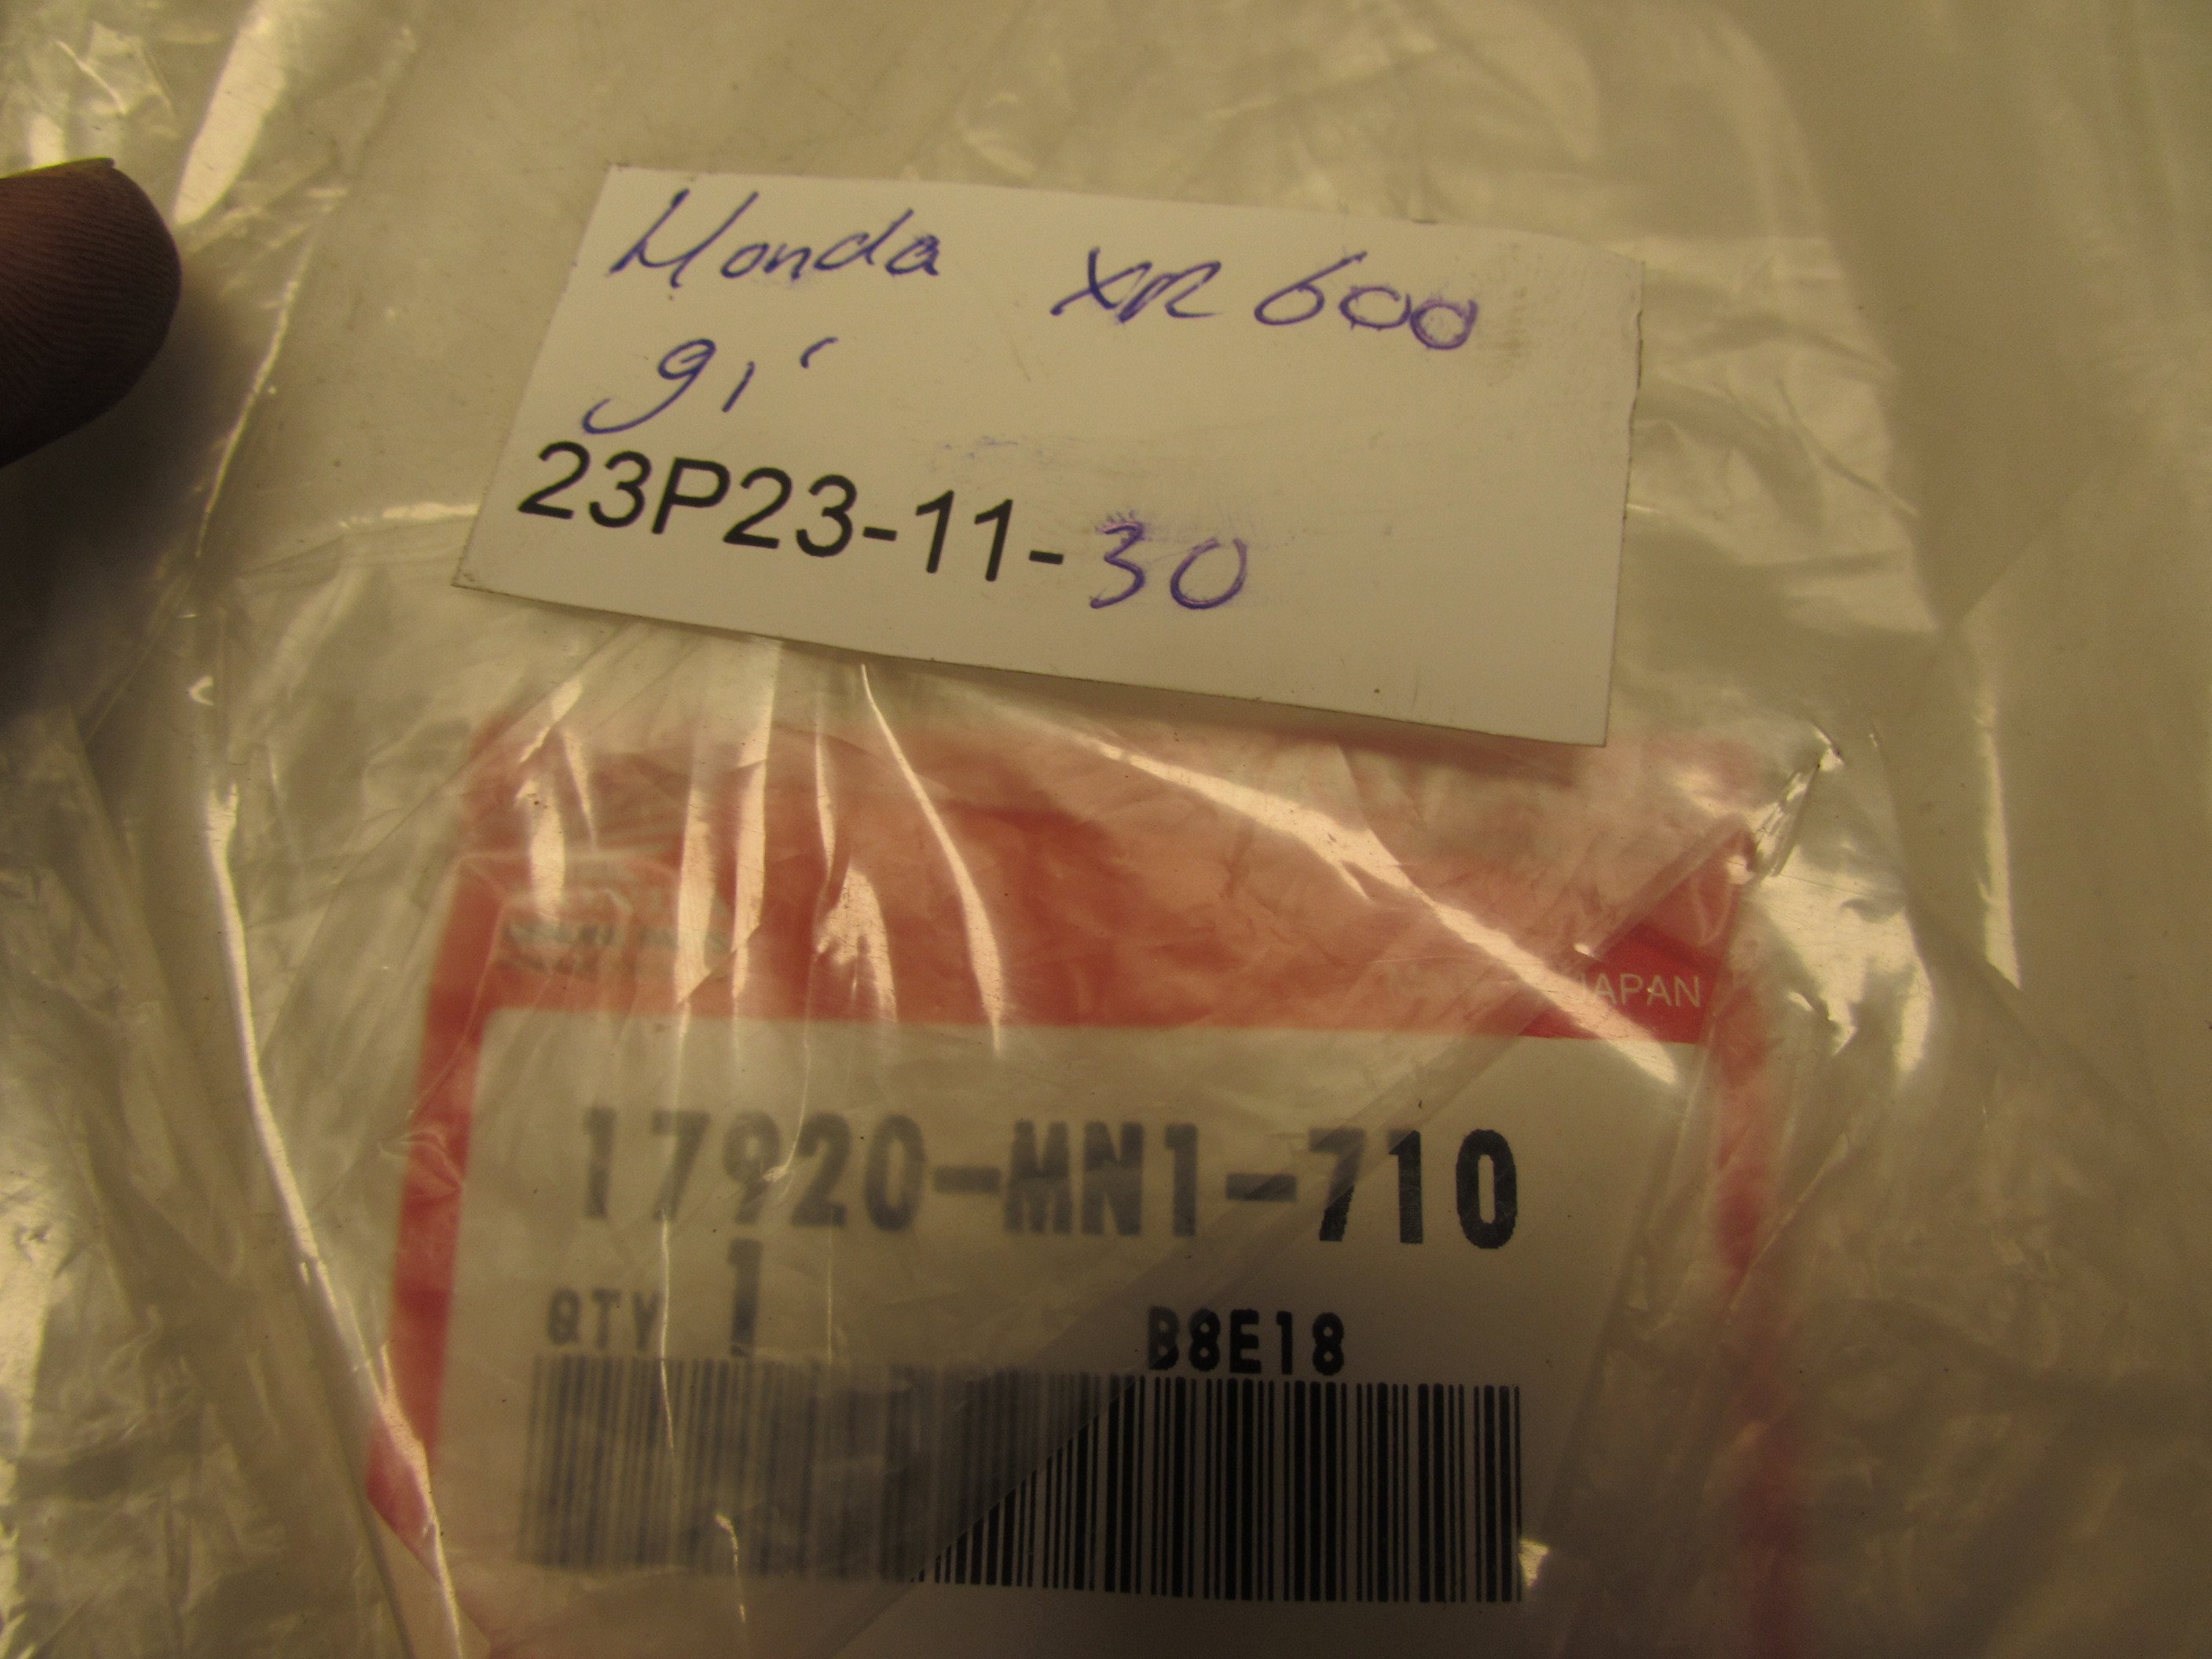 Honda XR 600
91'
23P23-11-30
JAPAN
17920-MN1-710
QTY 1
B8E18